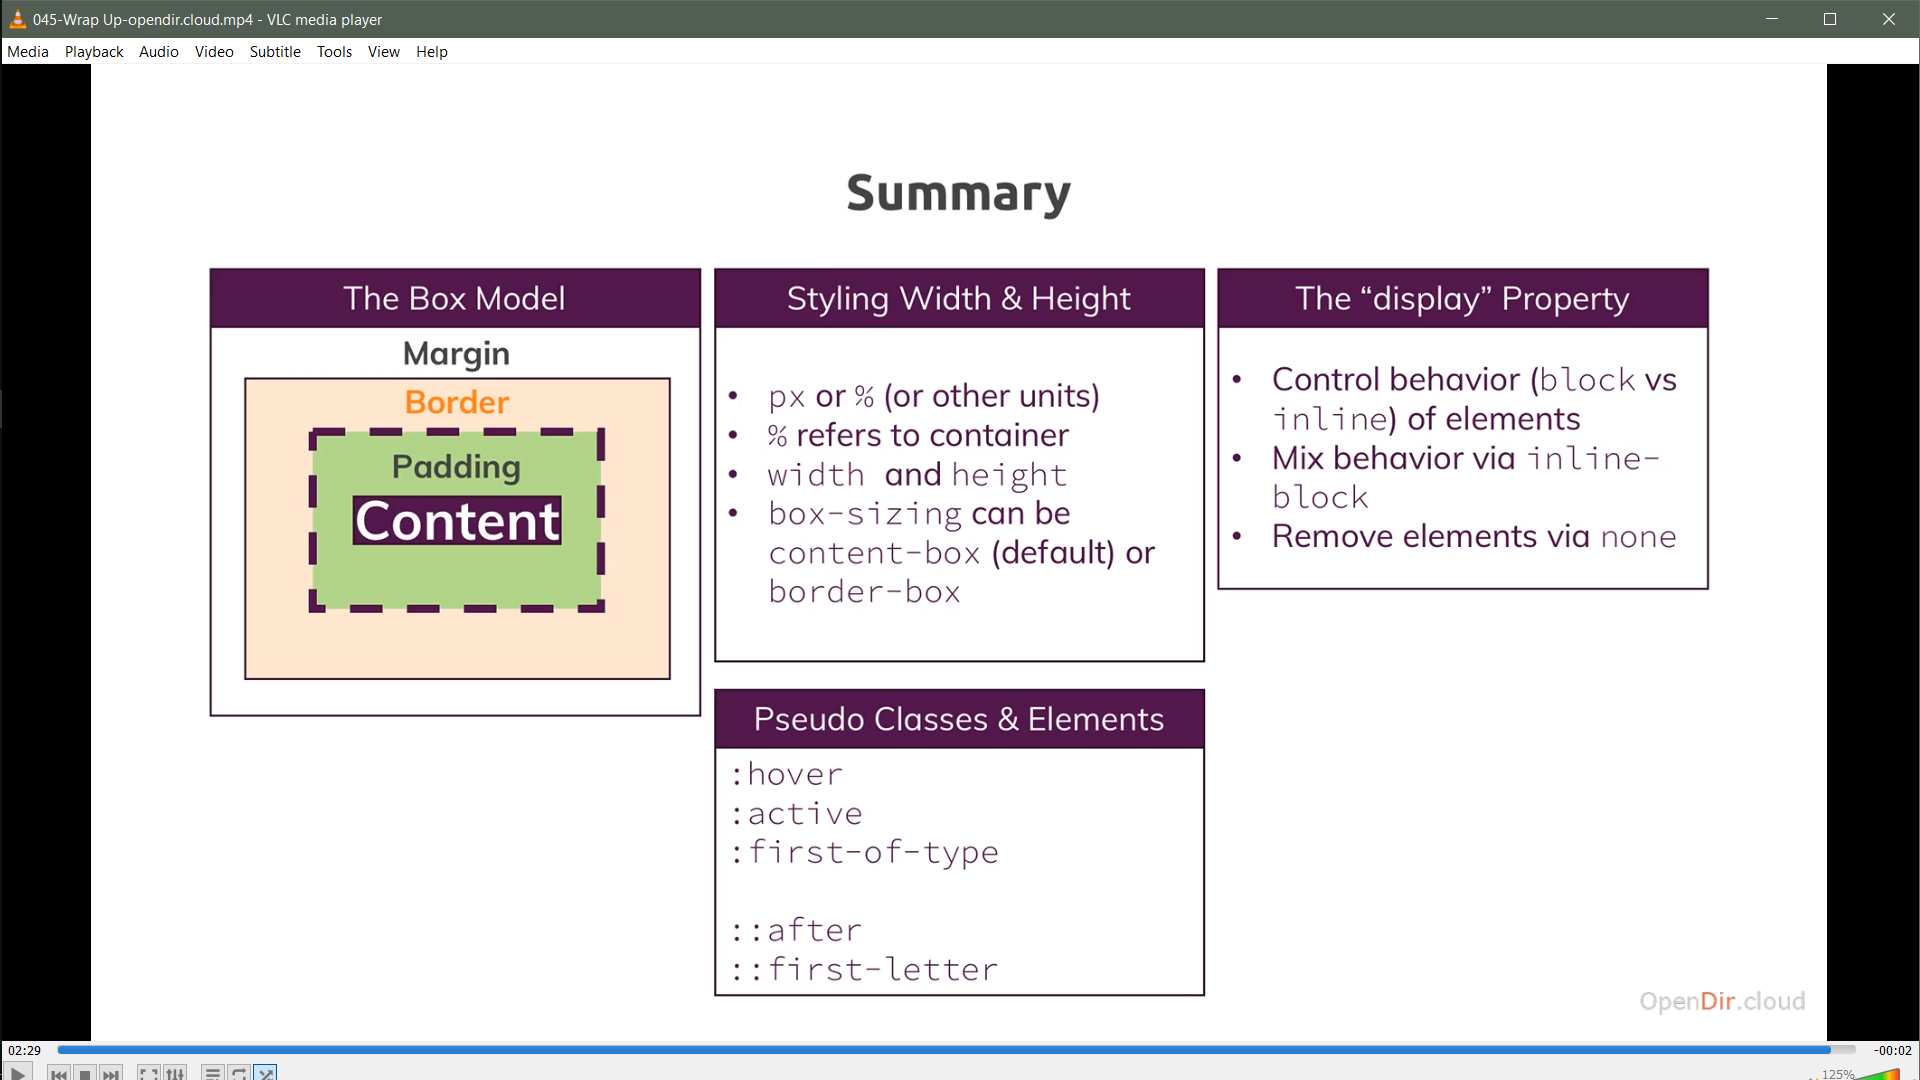 045-Wrap Up-opendir.cloud.mp4 - VLC media player
Media Playback Audio Video Subtitle Tools View Help
Summary
The Box Model
Margin
Border
Padding
Content
Styling Width & Height
• px or % (or other units)
• % refers to container
• width and height
• box-sizing can be
content-box (default) or
border-box
The “display” Property
• Control behavior (block vs
inline) of elements
• Mix behavior via inline-
block
• Remove elements via none
Pseudo Classes & Elements
:hover
:active
:first-of-type
::after
::first-letter
OpenDir.cloud
02:29
-00:02
125%